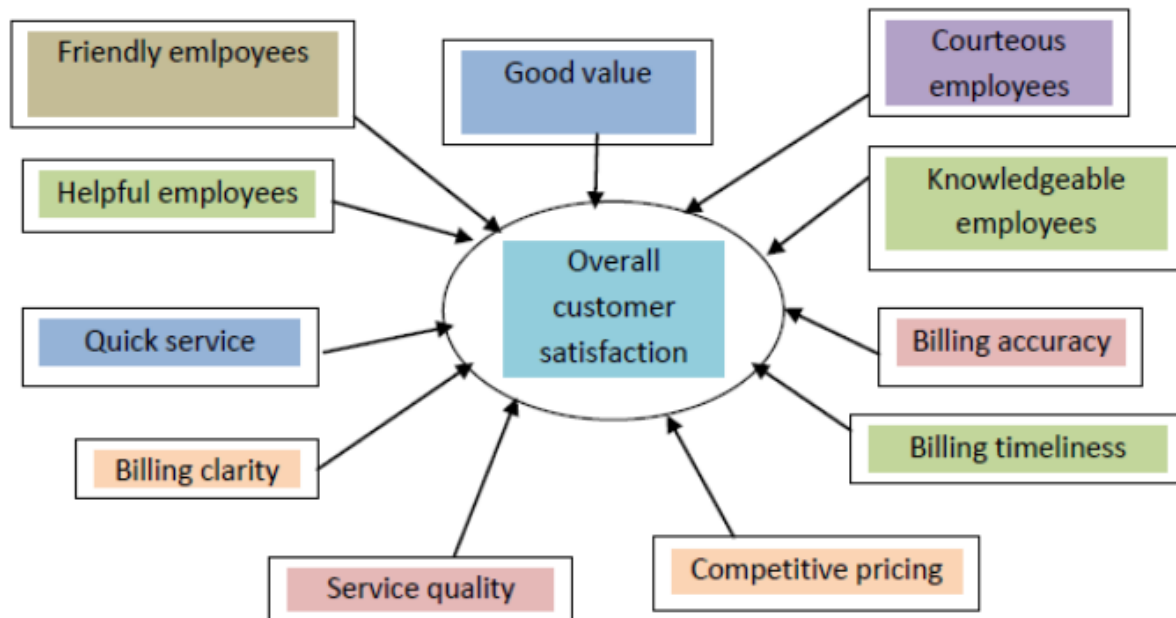 Friendly emlpoyees
Good value
Courteous
employees
Helpful employees
Knowledgeable
employees
Overall
customer
satisfaction
Quick service
Billing accuracy
Billing clarity
Billing timeliness
Service quality
Competitive pricing